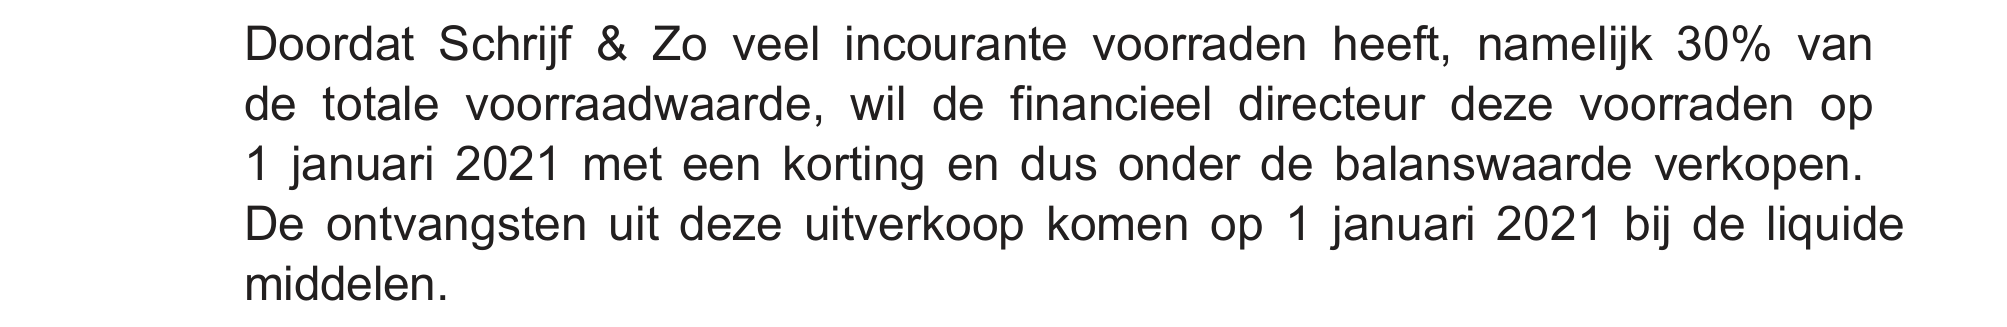 Doordat Schrijf & Zo veel incourante voorraden heeft, namelijk 30% van
de totale voorraadwaarde, wil de financieel directeur deze voorraden op
1 januari 2021 met een korting en dus onder de balanswaarde verkopen.
De ontvangsten uit deze uitverkoop komen op 1 januari 2021 bij de liquide
middelen.